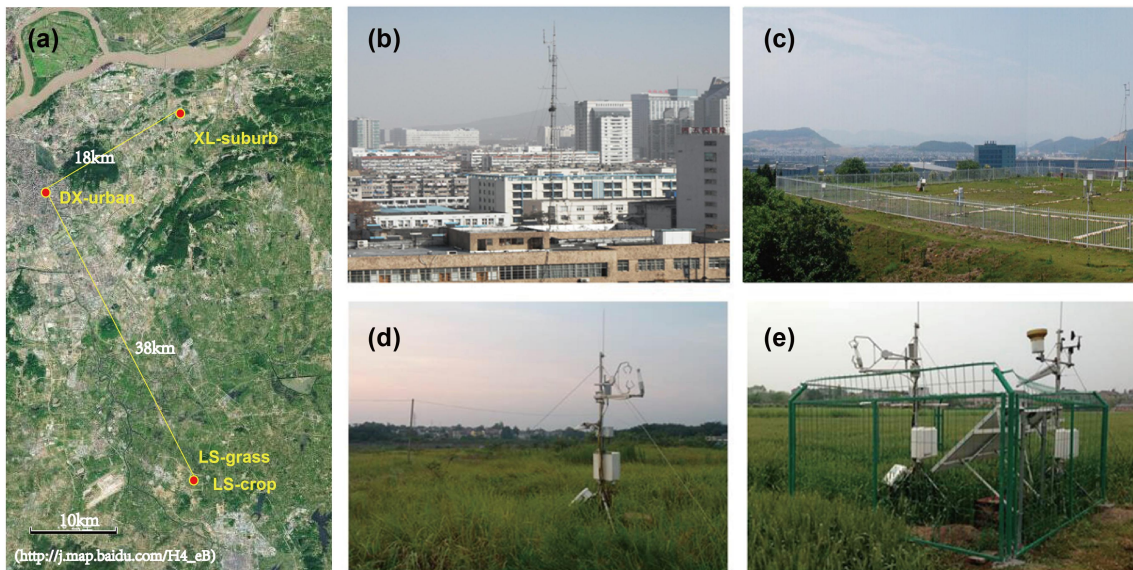 (a)
XL-suburb
18km
DX-urban
38km
LS-grass
LS-crop
10km
(http://j.map.baidu.com/H4_eB)
(b)
(c)
(d)
(e)